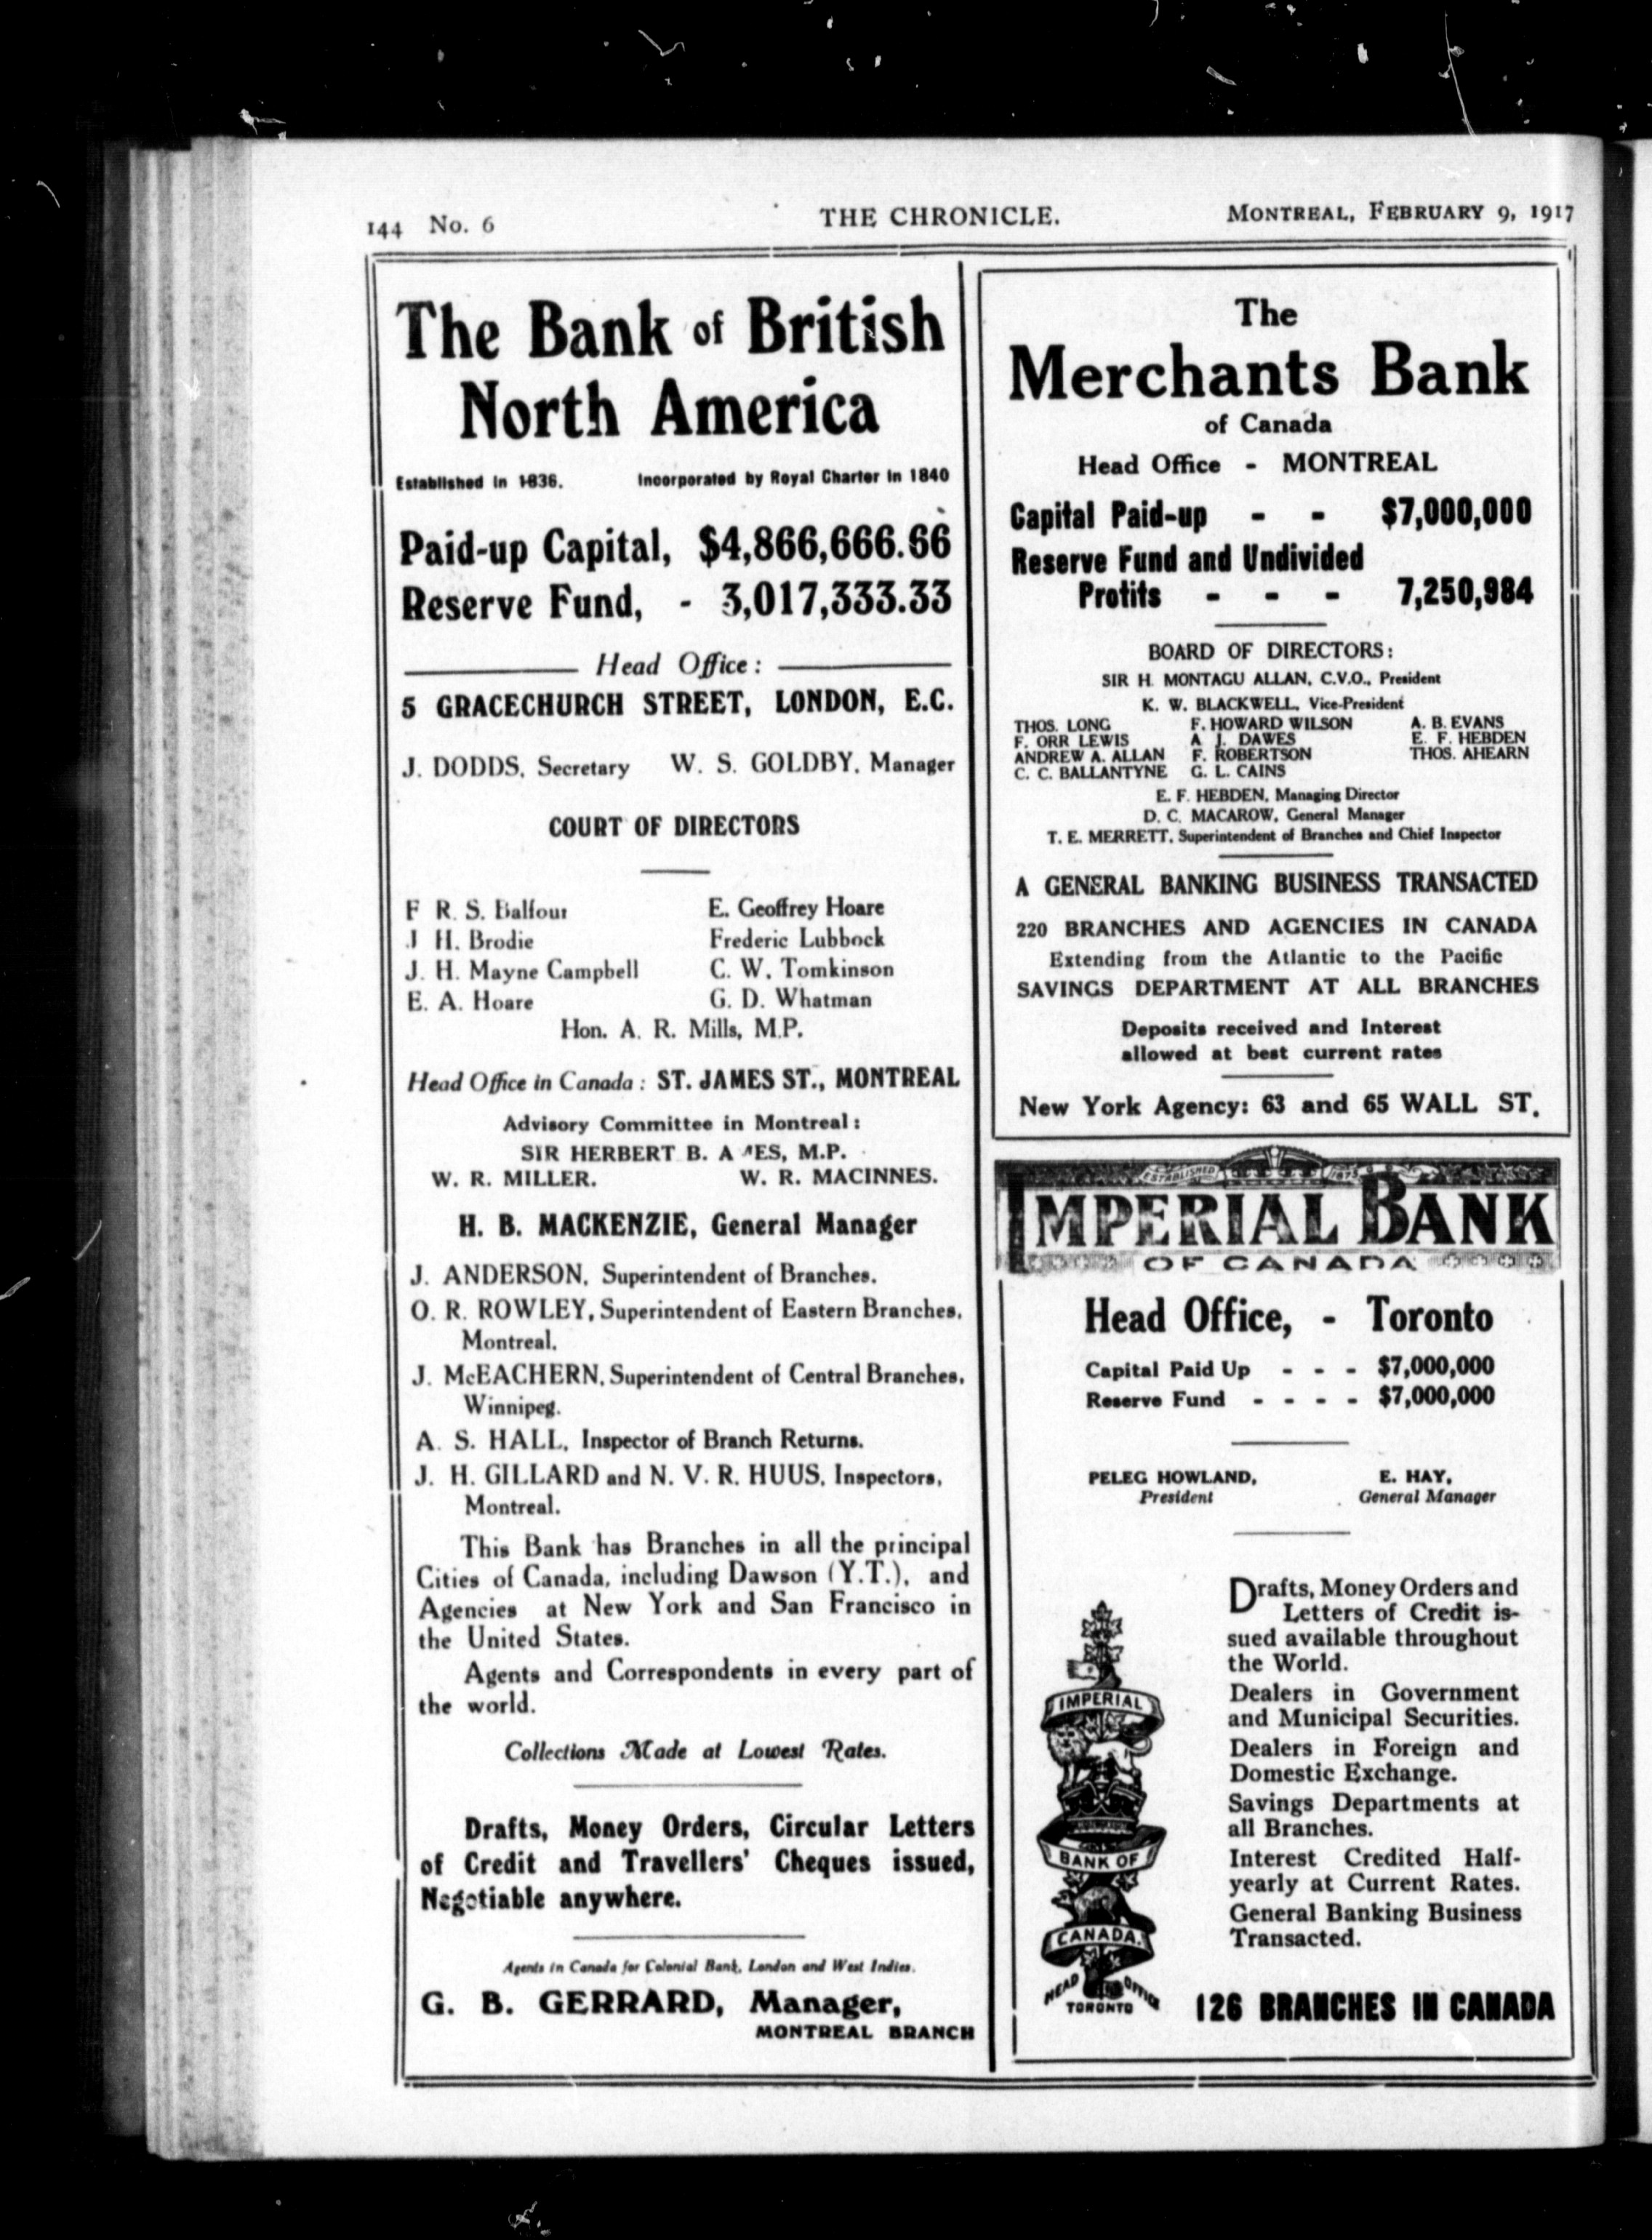 144 No. 6
THE CHRONICLE.
MONTREAL, FEBRUARY 9, 1917
The Bank of British
North America
Established in 1836. Incorporated by Royal Charter in 1840
Paid-up Capital, $4,866,666.66
Reserve Fund, - 3,017,333.33
Head Office:
5 GRACECHURCH STREET, LONDON, E.C.
J. DODDS, Secretary W. S. GOLDBY, Manager
COURT OF DIRECTORS
F R. S. Balfour E. Geoffrey Hoare
J H. Brodie Frederic Lubbock
J. H. Mayne Campbell C. W. Tomkinson
E. A. Hoare G. D. Whatman
Hon. A. R. Mills, M.P.
Head Office in Canada: ST. JAMES ST., MONTREAL
Advisory Committee in Montreal:
SIR HERBERT B. A ES, M.P.
W. R. MILLER. W. R. MACINNES.
H. B. MACKENZIE, General Manager
J. ANDERSON, Superintendent of Branches.
O. R. ROWLEY, Superintendent of Eastern Branches,
Montreal.
J. McEACHERN, Superintendent of Central Branches,
Winnipeg.
A. S. HALL, Inspector of Branch Returns.
J. H. GILLARD and N. V. R. HUUS, Inspectors,
Montreal.
This Bank has Branches in all the principal
Cities of Canada, including Dawson (Y.T.), and
Agencies at New York and San Francisco in
the United States.
Agents and Correspondents in every part of
the world.
Collections Made at Lowest Rates.
Drafts, Money Orders, Circular Letters
of Credit and Travellers' Cheques issued,
Negotiable anywhere.
Agents in Canada for Colonial Bank, London and West Indies.
G. B. GERRARD, Manager,
MONTREAL BRANCH
The
Merchants Bank
of Canada
Head Office - MONTREAL
Capital Paid-up - - $7,000,000
Reserve Fund and Undivided
Profits - - - 7,250,984
BOARD OF DIRECTORS:
SIR H. MONTAGU ALLAN, C.V.O., President
K. W. BLACKWELL, Vice-President
THOS. LONG F. HOWARD WILSON A. B. EVANS
F. ORR LEWIS A. J. DAWES E. F. HEBDEN
ANDREW A. ALLAN F. ROBERTSON THOS. AHEARN
C. C. BALLANTYNE G. L. CAINS
E. F. HEBDEN, Managing Director
D. C. MACAROW, General Manager
T. E. MERRETT, Superintendent of Branches and Chief Inspector
A GENERAL BANKING BUSINESS TRANSACTED
220 BRANCHES AND AGENCIES IN CANADA
Extending from the Atlantic to the Pacific
SAVINGS DEPARTMENT AT ALL BRANCHES
Deposits received and Interest
allowed at best current rates
New York Agency: 63 and 65 WALL ST.
ESTABLISHED 1875
IMPERIAL BANK
OF CANADA
Head Office, - Toronto
Capital Paid Up - - - $7,000,000
Reserve Fund - - - - $7,000,000
PELEG HOWLAND, E. HAY,
President General Manager
IMPERIAL
BANK OF
CANADA.
HEAD OFFICE
TORONTO
Drafts, Money Orders and
Letters of Credit is-
sued available throughout
the World.
Dealers in Government
and Municipal Securities.
Dealers in Foreign and
Domestic Exchange.
Savings Departments at
all Branches.
Interest Credited Half-
yearly at Current Rates.
General Banking Business
Transacted.
126 BRANCHES IN CANADA